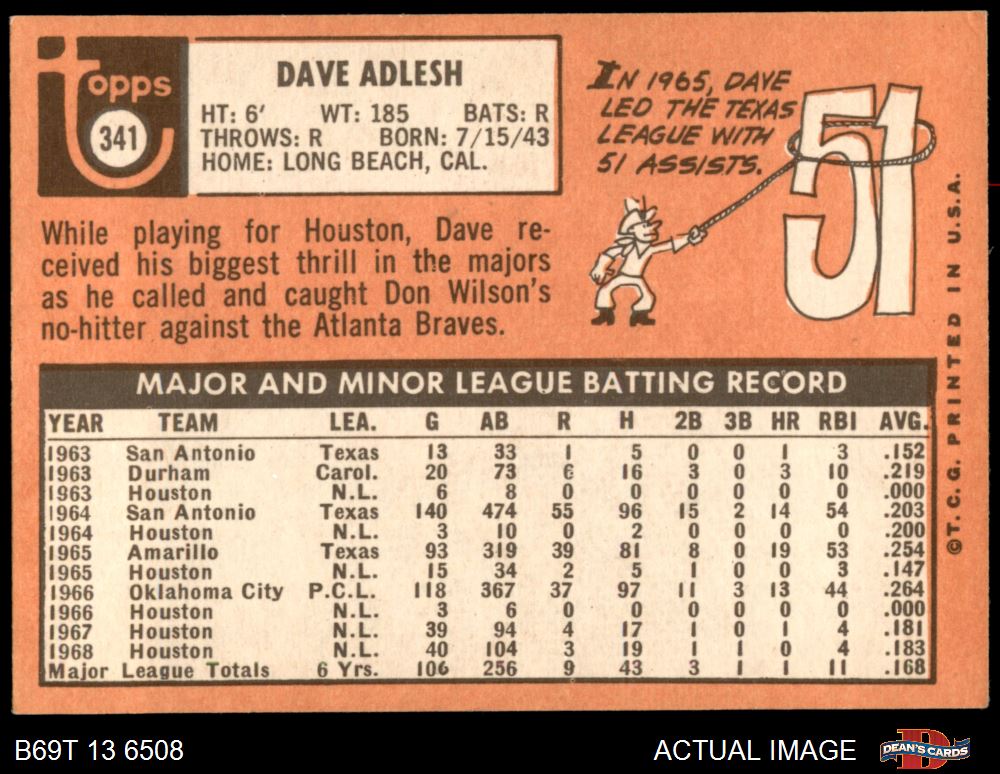 Topps
341
DAVE ADLESH
HT: 6' WT: 185 BATS: R
THROWS: R BORN: 7/15/43
HOME: LONG BEACH, CAL.
IN 1965, DAVE
LED THE TEXAS
LEAGUE WITH
51 ASSISTS.
51
While playing for Houston, Dave re-
ceived his biggest thrill in the majors
as he called and caught Don Wilson's
no-hitter against the Atlanta Braves.
MAJOR AND MINOR LEAGUE BATTING RECORD
YEAR TEAM LEA. G AB R H 2B 3B HR RBI AVG.
1963 San Antonio Texas 13 33 1 5 0 0 1 3 .152
1963 Durham Carol. 20 73 6 16 3 0 3 10 .219
1963 Houston N.L. 6 8 0 0 0 0 0 0 .000
1964 San Antonio Texas 140 474 55 96 15 2 14 54 .203
1964 Houston N.L. 3 10 0 2 0 0 0 0 .200
1965 Amarillo Texas 93 319 39 81 8 0 19 53 .254
1965 Houston N.L. 15 34 2 5 1 0 0 3 .147
1966 Oklahoma City P.C.L. 118 367 37 97 11 3 13 44 .264
1966 Houston N.L. 3 6 0 0 0 0 0 0 .000
1967 Houston N.L. 39 94 4 17 1 0 1 4 .181
1968 Houston N.L. 40 104 3 19 1 1 0 4 .183
Major League Totals 6 Yrs. 106 256 9 43 3 1 1 11 .168
©T.C.G. PRINTED IN U.S.A.
B69T 13 6508
ACTUAL IMAGE
DEAN'S CARDS